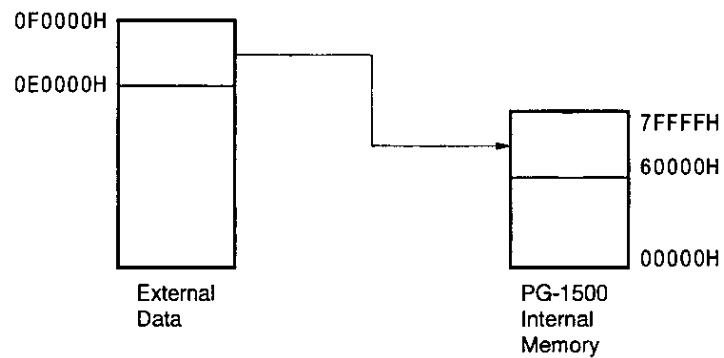 0F0000H
0E0000H
7FFFFH
60000H
00000H
External
Data
PG-1500
Internal
Memory